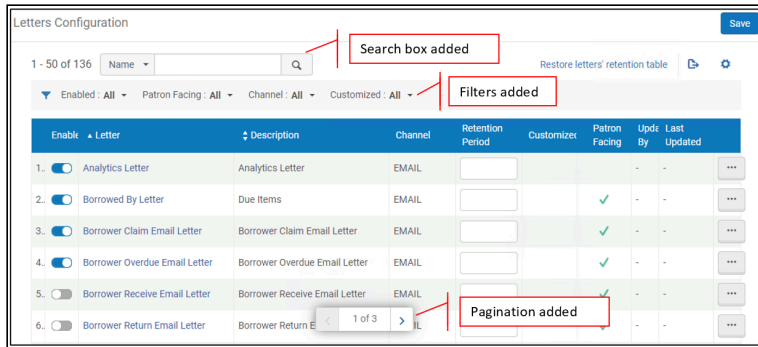 Letters Configuration
Save
Search box added
1 - 50 of 136 Name Restore letters' retention table
Enabled : All Patron Facing : All Channel : All Customized : All
Filters added
Enable Letter Description Channel Retention Period Customized Patron Facing Upda By Last Updated
1.. Analytics Letter Analytics Letter EMAIL - -
2.. Borrowed By Letter Due Items EMAIL - -
3.. Borrower Claim Email Letter Borrower Claim Email Letter EMAIL - -
4.. Borrower Overdue Email Letter Borrower Overdue Email Letter EMAIL - -
5.. Borrower Receive Email Letter Borrower Receive Email Letter EMAIL - -
6.. Borrower Return Email Letter Borrower Return E IL - -
1 of 3
Pagination added